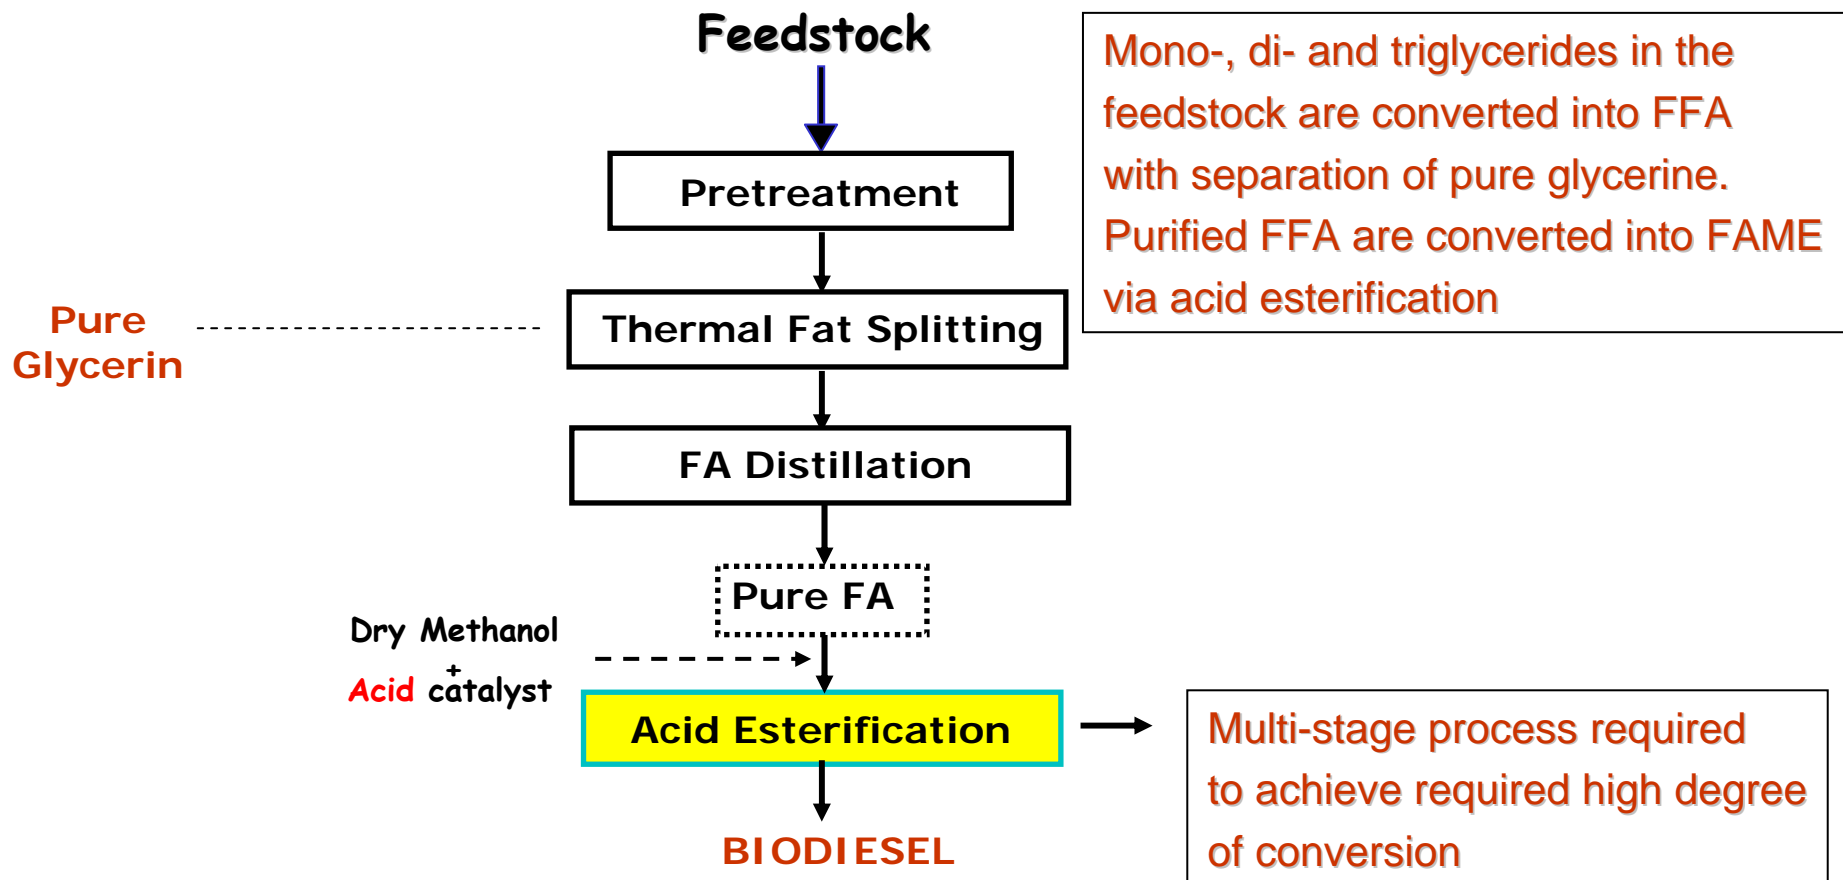 Feedstock
Mono-, di- and triglycerides in the
feedstock are converted into FFA
with separation of pure glycerine.
Purified FFA are converted into FAME
via acid esterification
Pretreatment
Pure
Glycerin
Thermal Fat Splitting
FA Distillation
Pure FA
Dry Methanol
+
Acid catalyst
Acid Esterification
Multi-stage process required
to achieve required high degree
of conversion
BIODIESEL